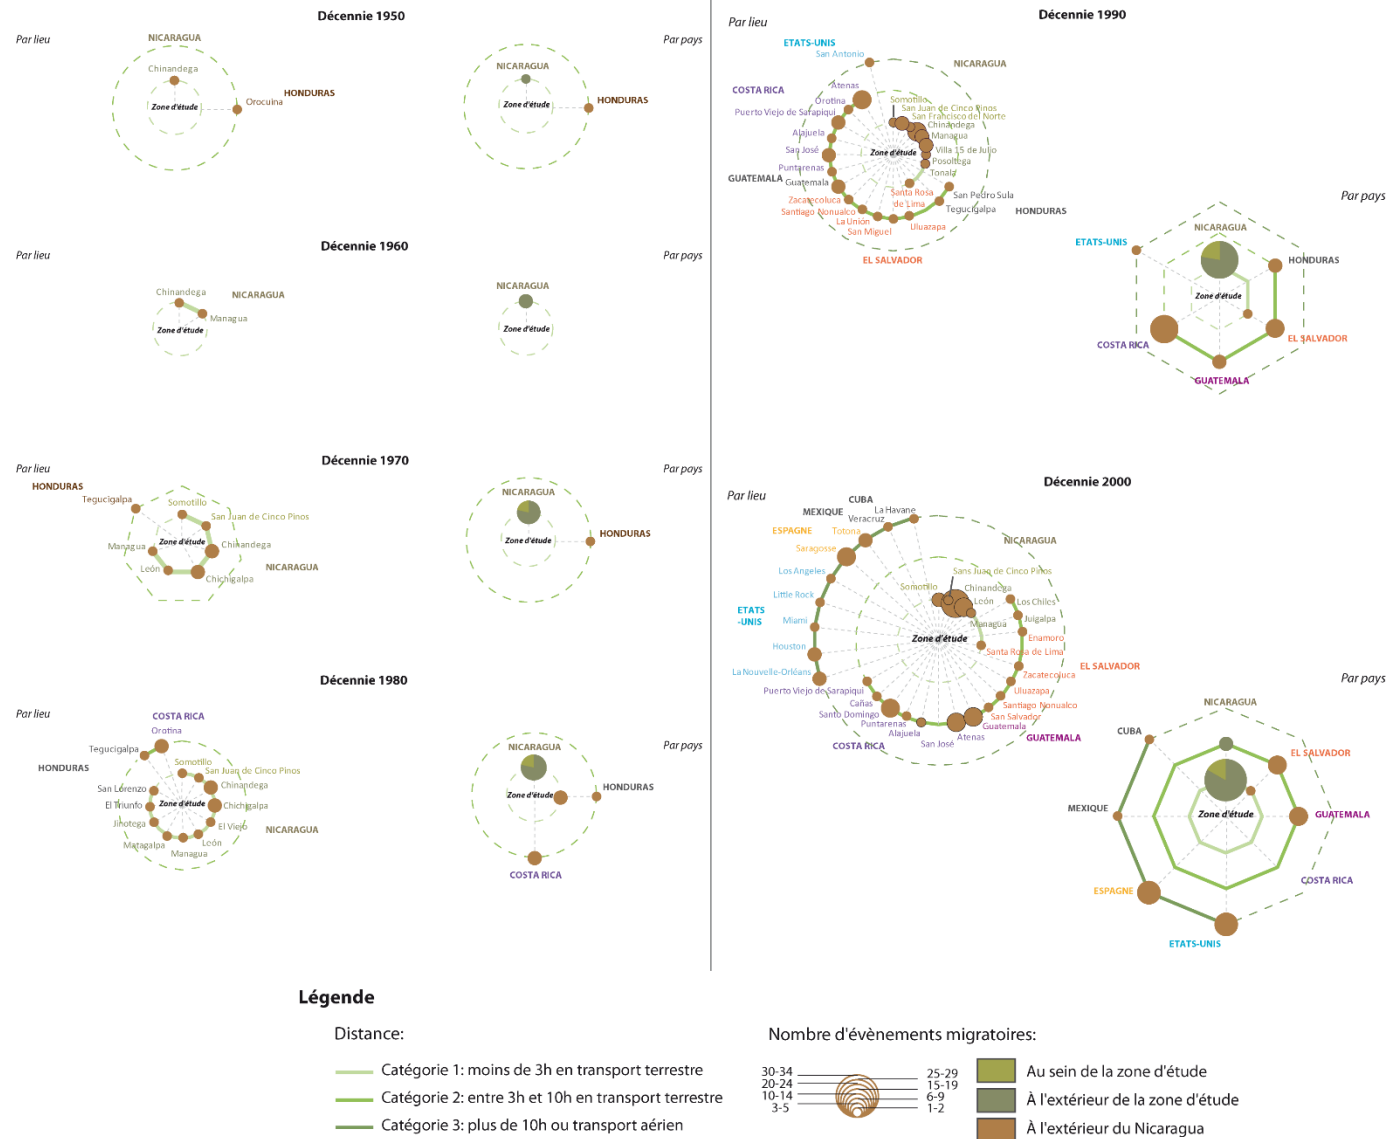 Décennie 1950
Par lieu
Par pays
NICARAGUA
Chinandega
Zone d'étude
Orocuina
HONDURAS
NICARAGUA
Zone d'étude
HONDURAS
Décennie 1960
Par lieu
Par pays
Chinandega
NICARAGUA
Managua
Zone d'étude
NICARAGUA
Zone d'étude
Décennie 1970
Par lieu
Par pays
HONDURAS
Tegucigalpa
Somotillo
San Juan de Cinco Pinos
Zone d'étude
Managua
Chinandega
León
Chichigalpa
NICARAGUA
NICARAGUA
Zone d'étude
HONDURAS
Décennie 1980
Par lieu
Par pays
COSTA RICA
Orotina
Tegucigalpa
HONDURAS
Somotillo
San Juan de Cinco Pinos
San Lorenzo
Chinandega
El Triunfo
Zone d'étude
Chichigalpa
Jinotega
El Viejo
NICARAGUA
Matagalpa
León
Managua
NICARAGUA
Zone d'étude
HONDURAS
COSTA RICA
Décennie 1990
Par lieu
ETATS-UNIS
San Antonio
NICARAGUA
COSTA RICA
Atenas
Orotina
Puerto Viejo de Sarapiqui
Alajuela
San José
Puntarenas
GUATEMALA
Guatemala
Zacatecoluca
Santiago Nonualco
La Unión
San Miguel
Uluazapa
EL SALVADOR
Somotillo
San Juan de Cinco Pinos
San Francisco del Norte
Chinandega
Managua
Villa 15 de Julio
Posoltega
Tonalá
Zone d'étude
Santa Rosa
de Lima
San Pedro Sula
Tegucigalpa
HONDURAS
Par pays
NICARAGUA
ETATS-UNIS
HONDURAS
Zone d'étude
COSTA RICA
EL SALVADOR
GUATEMALA
Décennie 2000
Par lieu
CUBA
La Havane
MEXIQUE
Veracruz
ESPAGNE
Totona
Saragosse
Los Angeles
Little Rock
ETATS
-UNIS
Miami
Houston
La Nouvelle-Orléans
Puerto Viejo de Sarapiqui
Cañas
Santo Domingo
Puntarenas
Alajuela
COSTA RICA
San José
Atenas
Guatemala
GUATEMALA
San Salvador
Santiago Nonualco
Uluazapa
Zacatecoluca
EL SALVADOR
Santa Rosa de Lima
Enamoro
Juigalpa
Los Chiles
NICARAGUA
Sans Juan de Cinco Pinos
Somotillo
Chinandega
León
Managua
Zone d'étude
Par pays
NICARAGUA
CUBA
EL SALVADOR
MEXIQUE
Zone d'étude
GUATEMALA
ESPAGNE
COSTA RICA
ETATS-UNIS
Légende
Distance:
Catégorie 1: moins de 3h en transport terrestre
Catégorie 2: entre 3h et 10h en transport terrestre
Catégorie 3: plus de 10h ou transport aérien
Nombre d'évènements migratoires:
30-34
20-24
10-14
3-5
25-29
15-19
6-9
1-2
Au sein de la zone d'étude
À l'extérieur de la zone d'étude
À l'extérieur du Nicaragua